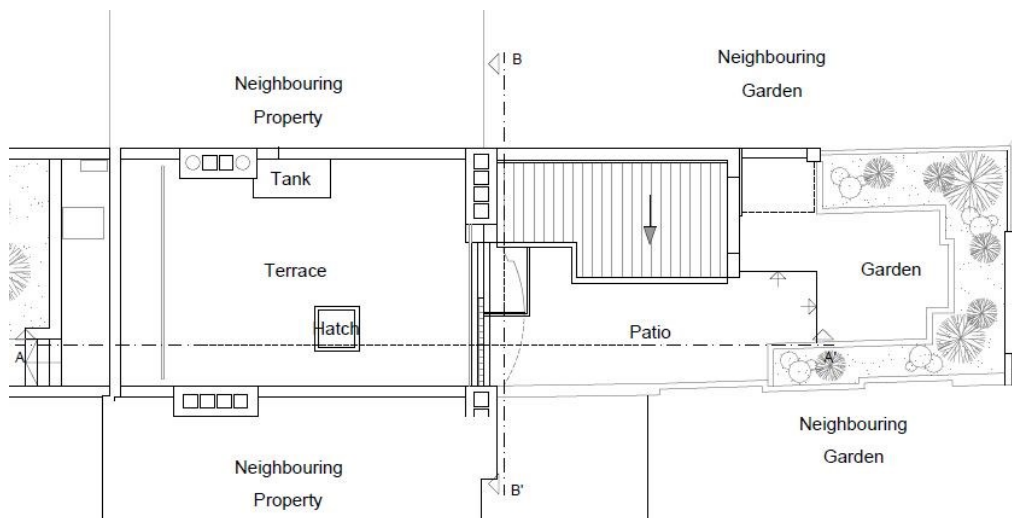 B
Neighbouring
Garden
Neighbouring
Property
Tank
Terrace
Garden
Hatch
Patio
A
A'
Neighbouring
Garden
Neighbouring
Property
B'